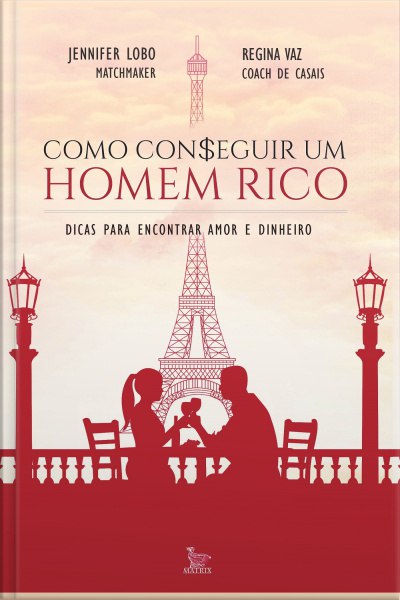 JENNIFER LOBO
MATCHMAKER
REGINA VAZ
COACH DE CASAIS
COMO CON$EGUIR UM
HOMEM RICO
DICAS PARA ENCONTRAR AMOR E DINHEIRO
MATRIX